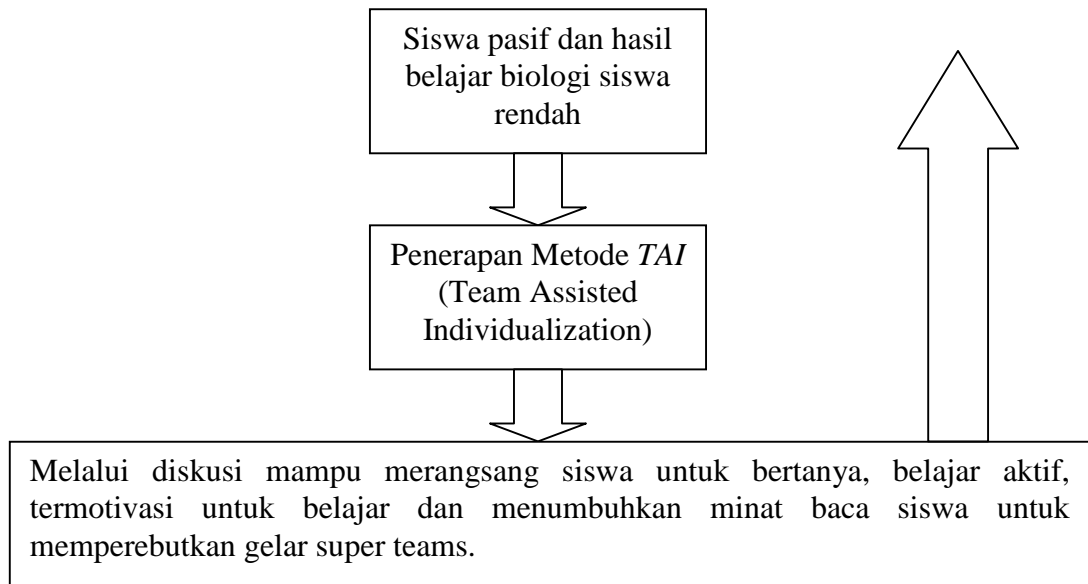 Siswa pasif dan hasil
belajar biologi siswa
rendah
Penerapan Metode TAI
(Team Assisted
Individualization)
Melalui diskusi mampu merangsang siswa untuk bertanya, belajar aktif,
termotivasi untuk belajar dan menumbuhkan minat baca siswa untuk
memperebutkan gelar super teams.